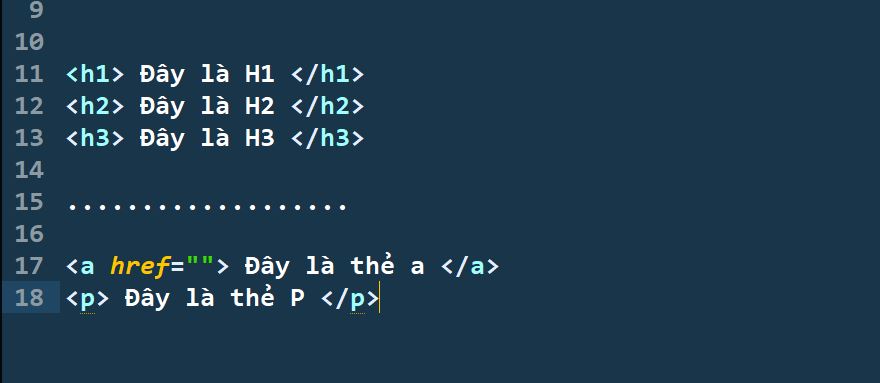 9
10
11 <h1> Đây là H1 </h1>
12 <h2> Đây là H2 </h2>
13 <h3> Đây là H3 </h3>
14
15 ...................
16
17 <a href=""> Đây là thẻ a </a>
18 <p> Đây là thẻ P </p>